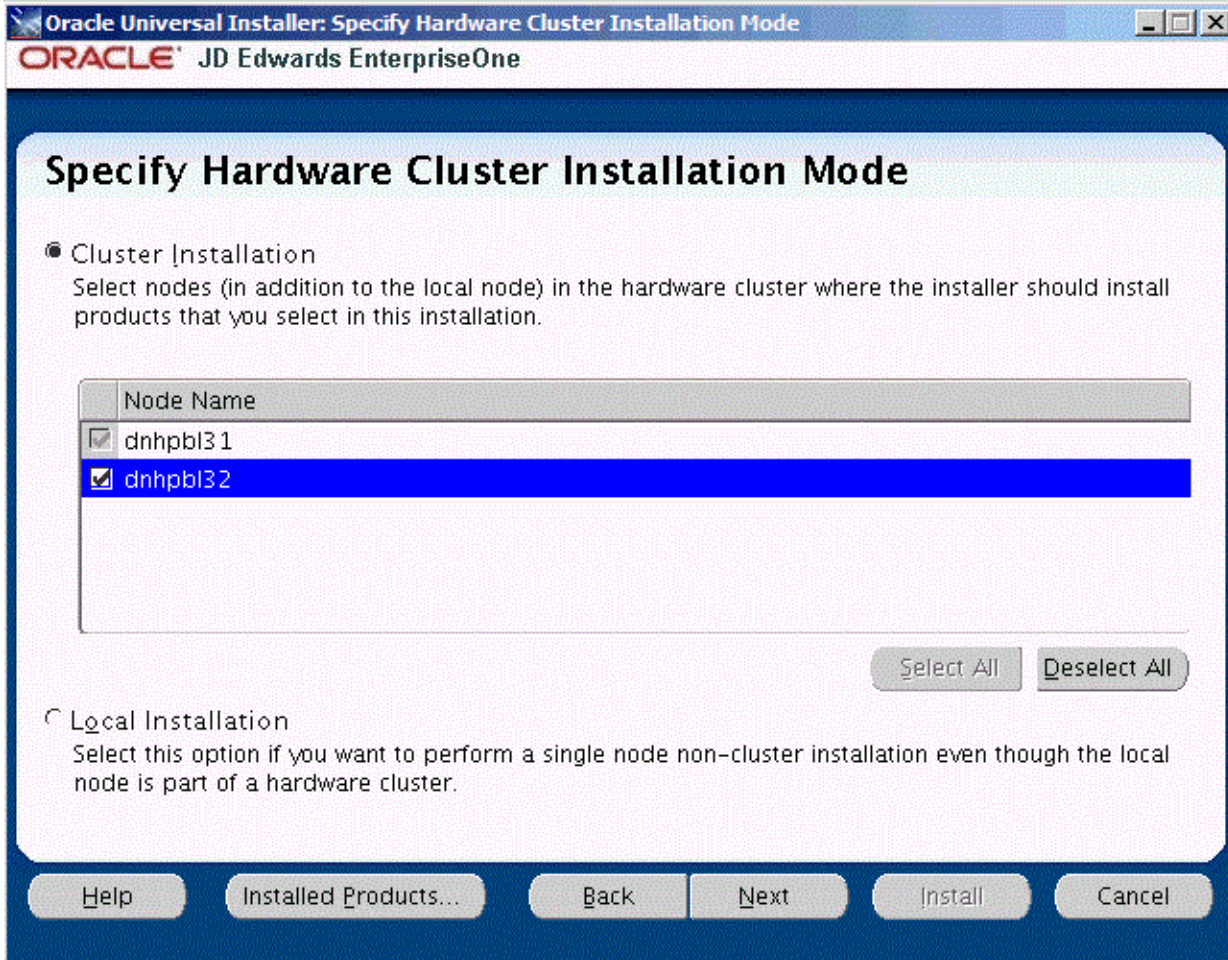 Oracle Universal Installer: Specify Hardware Cluster Installation Mode
ORACLE JD Edwards EnterpriseOne
Specify Hardware Cluster Installation Mode
Cluster Installation
Select nodes (in addition to the local node) in the hardware cluster where the installer should install
products that you select in this installation.
Node Name
dnhpbl31
dnhpbl32
Select All Deselect All
Local Installation
Select this option if you want to perform a single node non-cluster installation even though the local
node is part of a hardware cluster.
Help Installed Products... Back Next Install Cancel